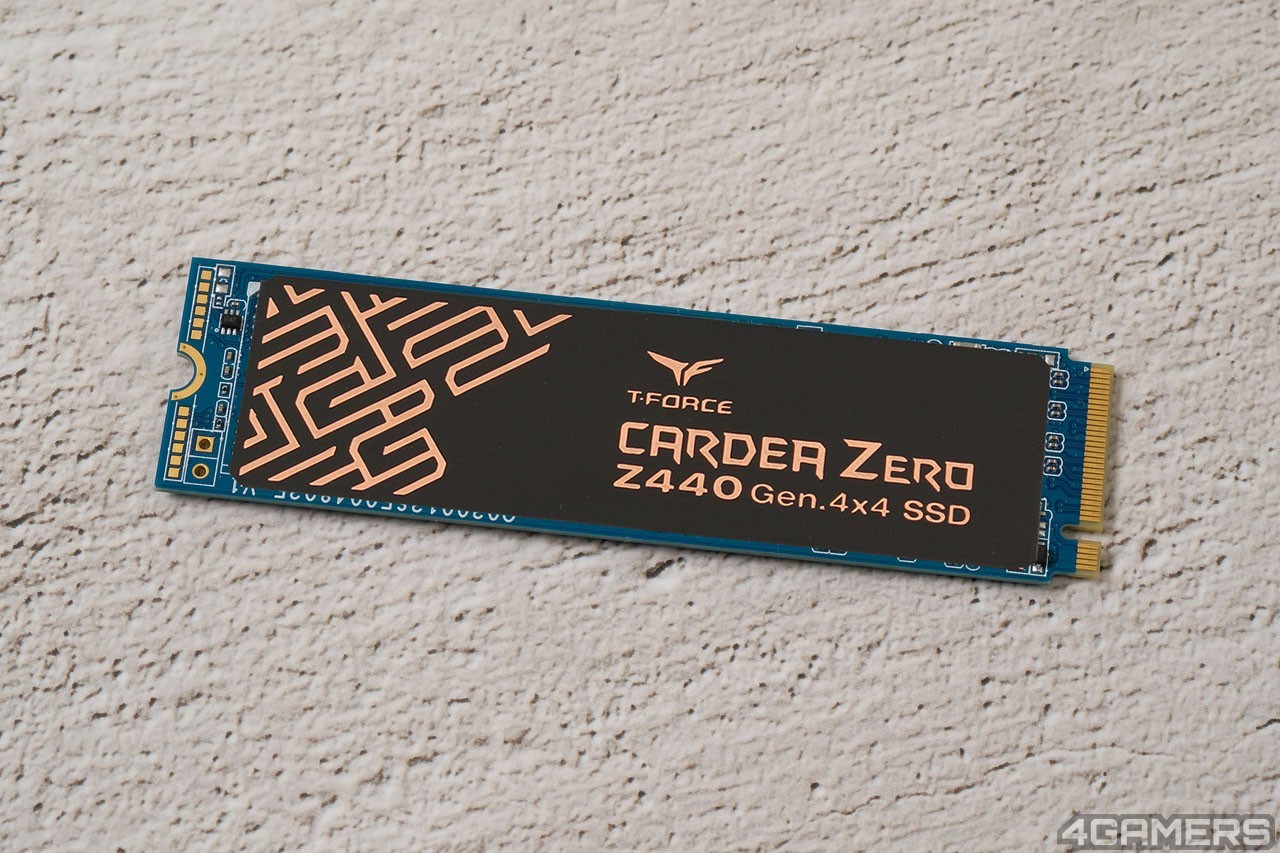 T·FORCE
CARDEA ZERO
Z440 Gen.4x4 SSD
4GAMERS